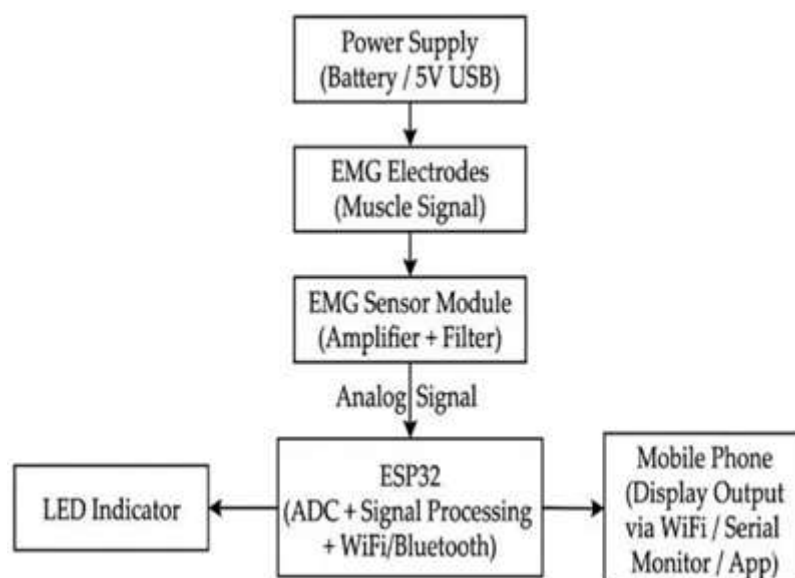 Power Supply
(Battery / 5V USB)
EMG Electrodes
(Muscle Signal)
EMG Sensor Module
(Amplifier + Filter)
Analog Signal
LED Indicator
ESP32
(ADC + Signal Processing
+ WiFi/Bluetooth)
Mobile Phone
(Display Output
via WiFi / Serial
Monitor / App)